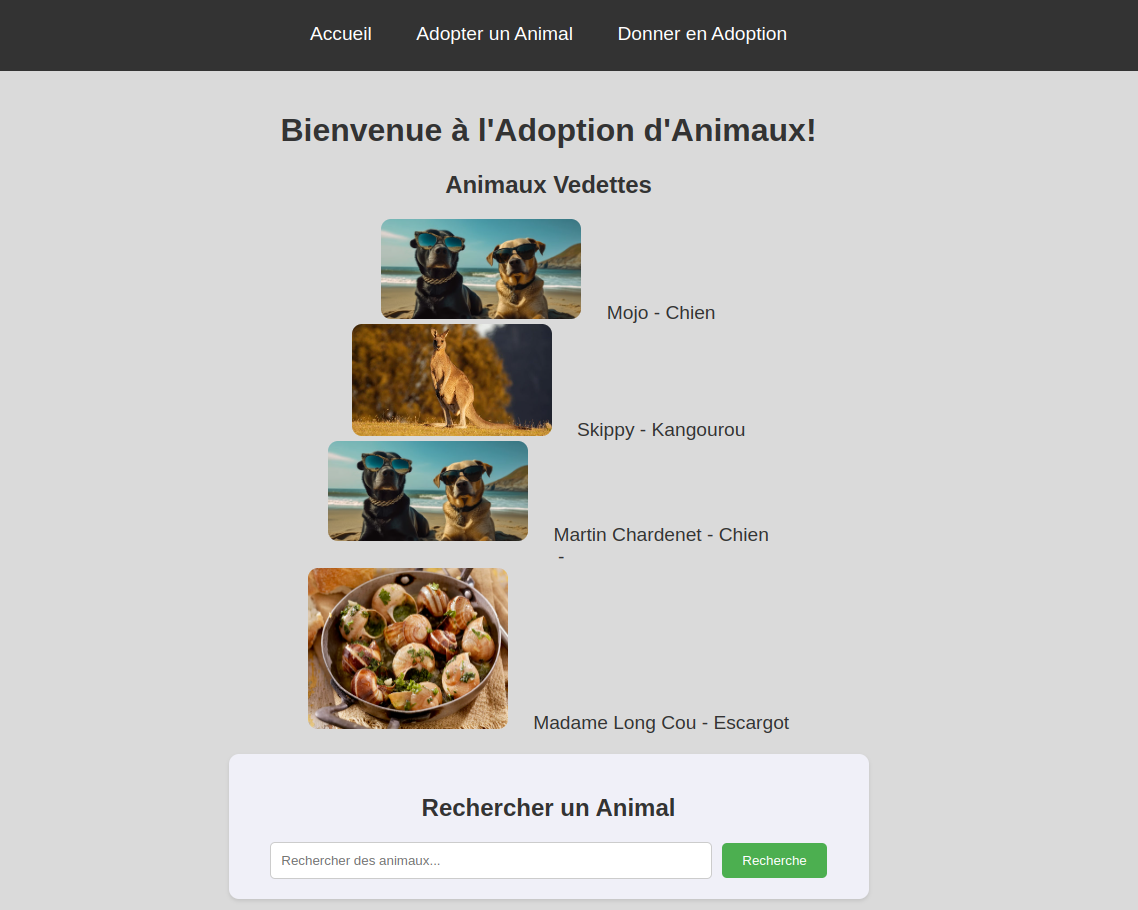 Accueil Adopter un Animal Donner en Adoption
Bienvenue à l'Adoption d'Animaux!
Animaux Vedettes
Mojo - Chien
Skippy - Kangourou
Martin Chardenet - Chien
-
Madame Long Cou - Escargot
Rechercher un Animal
Rechercher des animaux... Recherche